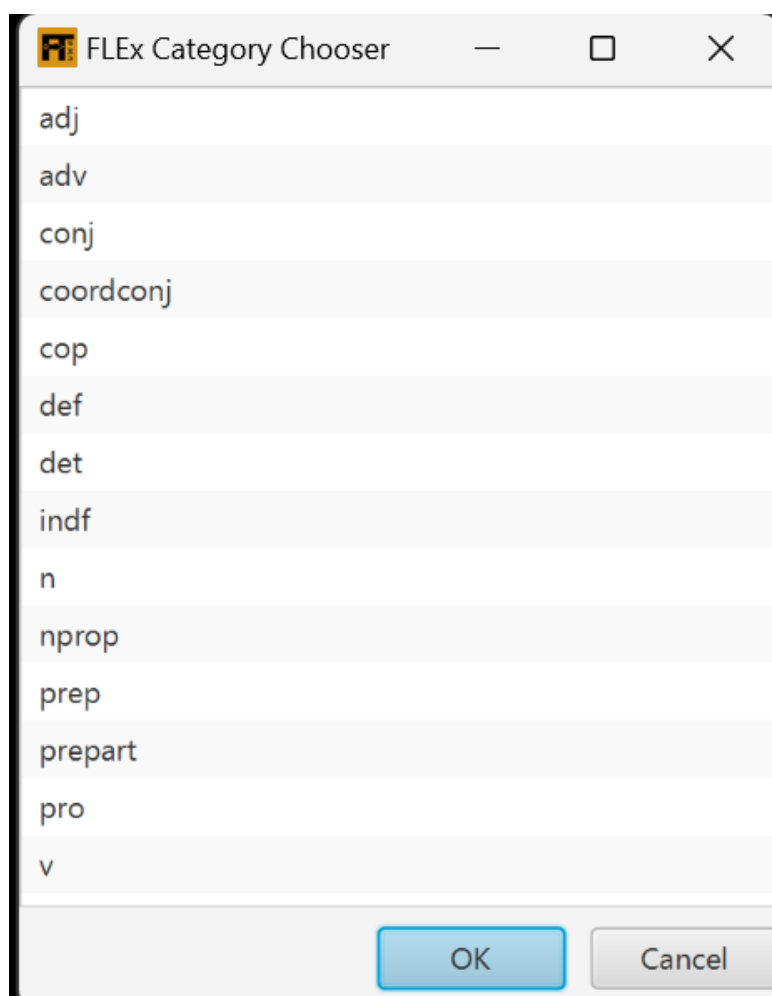 FLEx Category Chooser
adj
adv
conj
coordconj
cop
def
det
indf
n
nprop
prep
prepart
pro
v
OK Cancel